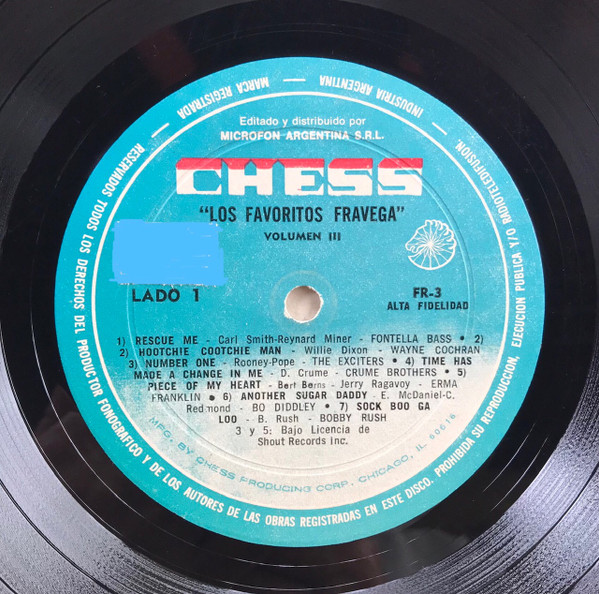 INDUSTRIA ARGENTINA
MARCA REGISTRADA
Editado y distribuido por
MICROFON ARGENTINA S.R.L.
CHESS
"LOS FAVORITOS FRAVEGA"
VOLUMEN III
LADO 1
FR-3
ALTA FIDELIDAD
1) RESCUE ME - Carl Smith-Reynard Miner - FONTELLA BASS • 2)
2) HOOTCHIE COOTCHIE MAN - Willie Dixon - WAYNE COCHRAN
3) NUMBER ONE - Rooney-Pope - THE EXCITERS • 4) TIME HAS
MADE A CHANGE IN ME - D. Crume - CRUME BROTHERS • 5)
PIECE OF MY HEART - Bert Berns - Jerry Ragavoy - ERMA
FRANKLIN • 6) ANOTHER SUGAR DADDY - E. McDaniel-C.
Redmond - BO DIDDLEY • 7) SOCK BOO GA
LOO - B. Rush - BOBBY RUSH
3 y 5: Bajo Licencia de
Shout Records Inc.
MFG. BY CHESS PRODUCING CORP. CHICAGO, IL 60616
RESERVADOS TODOS LOS DERECHOS DEL PRODUCTOR FONOGRAFICO Y DE LOS AUTORES DE LAS OBRAS REGISTRADAS EN ESTE DISCO. PROHIBIDA SU REPRODUCCION, EJECUCION PUBLICA Y/O RADIOTELEDIFUSION.